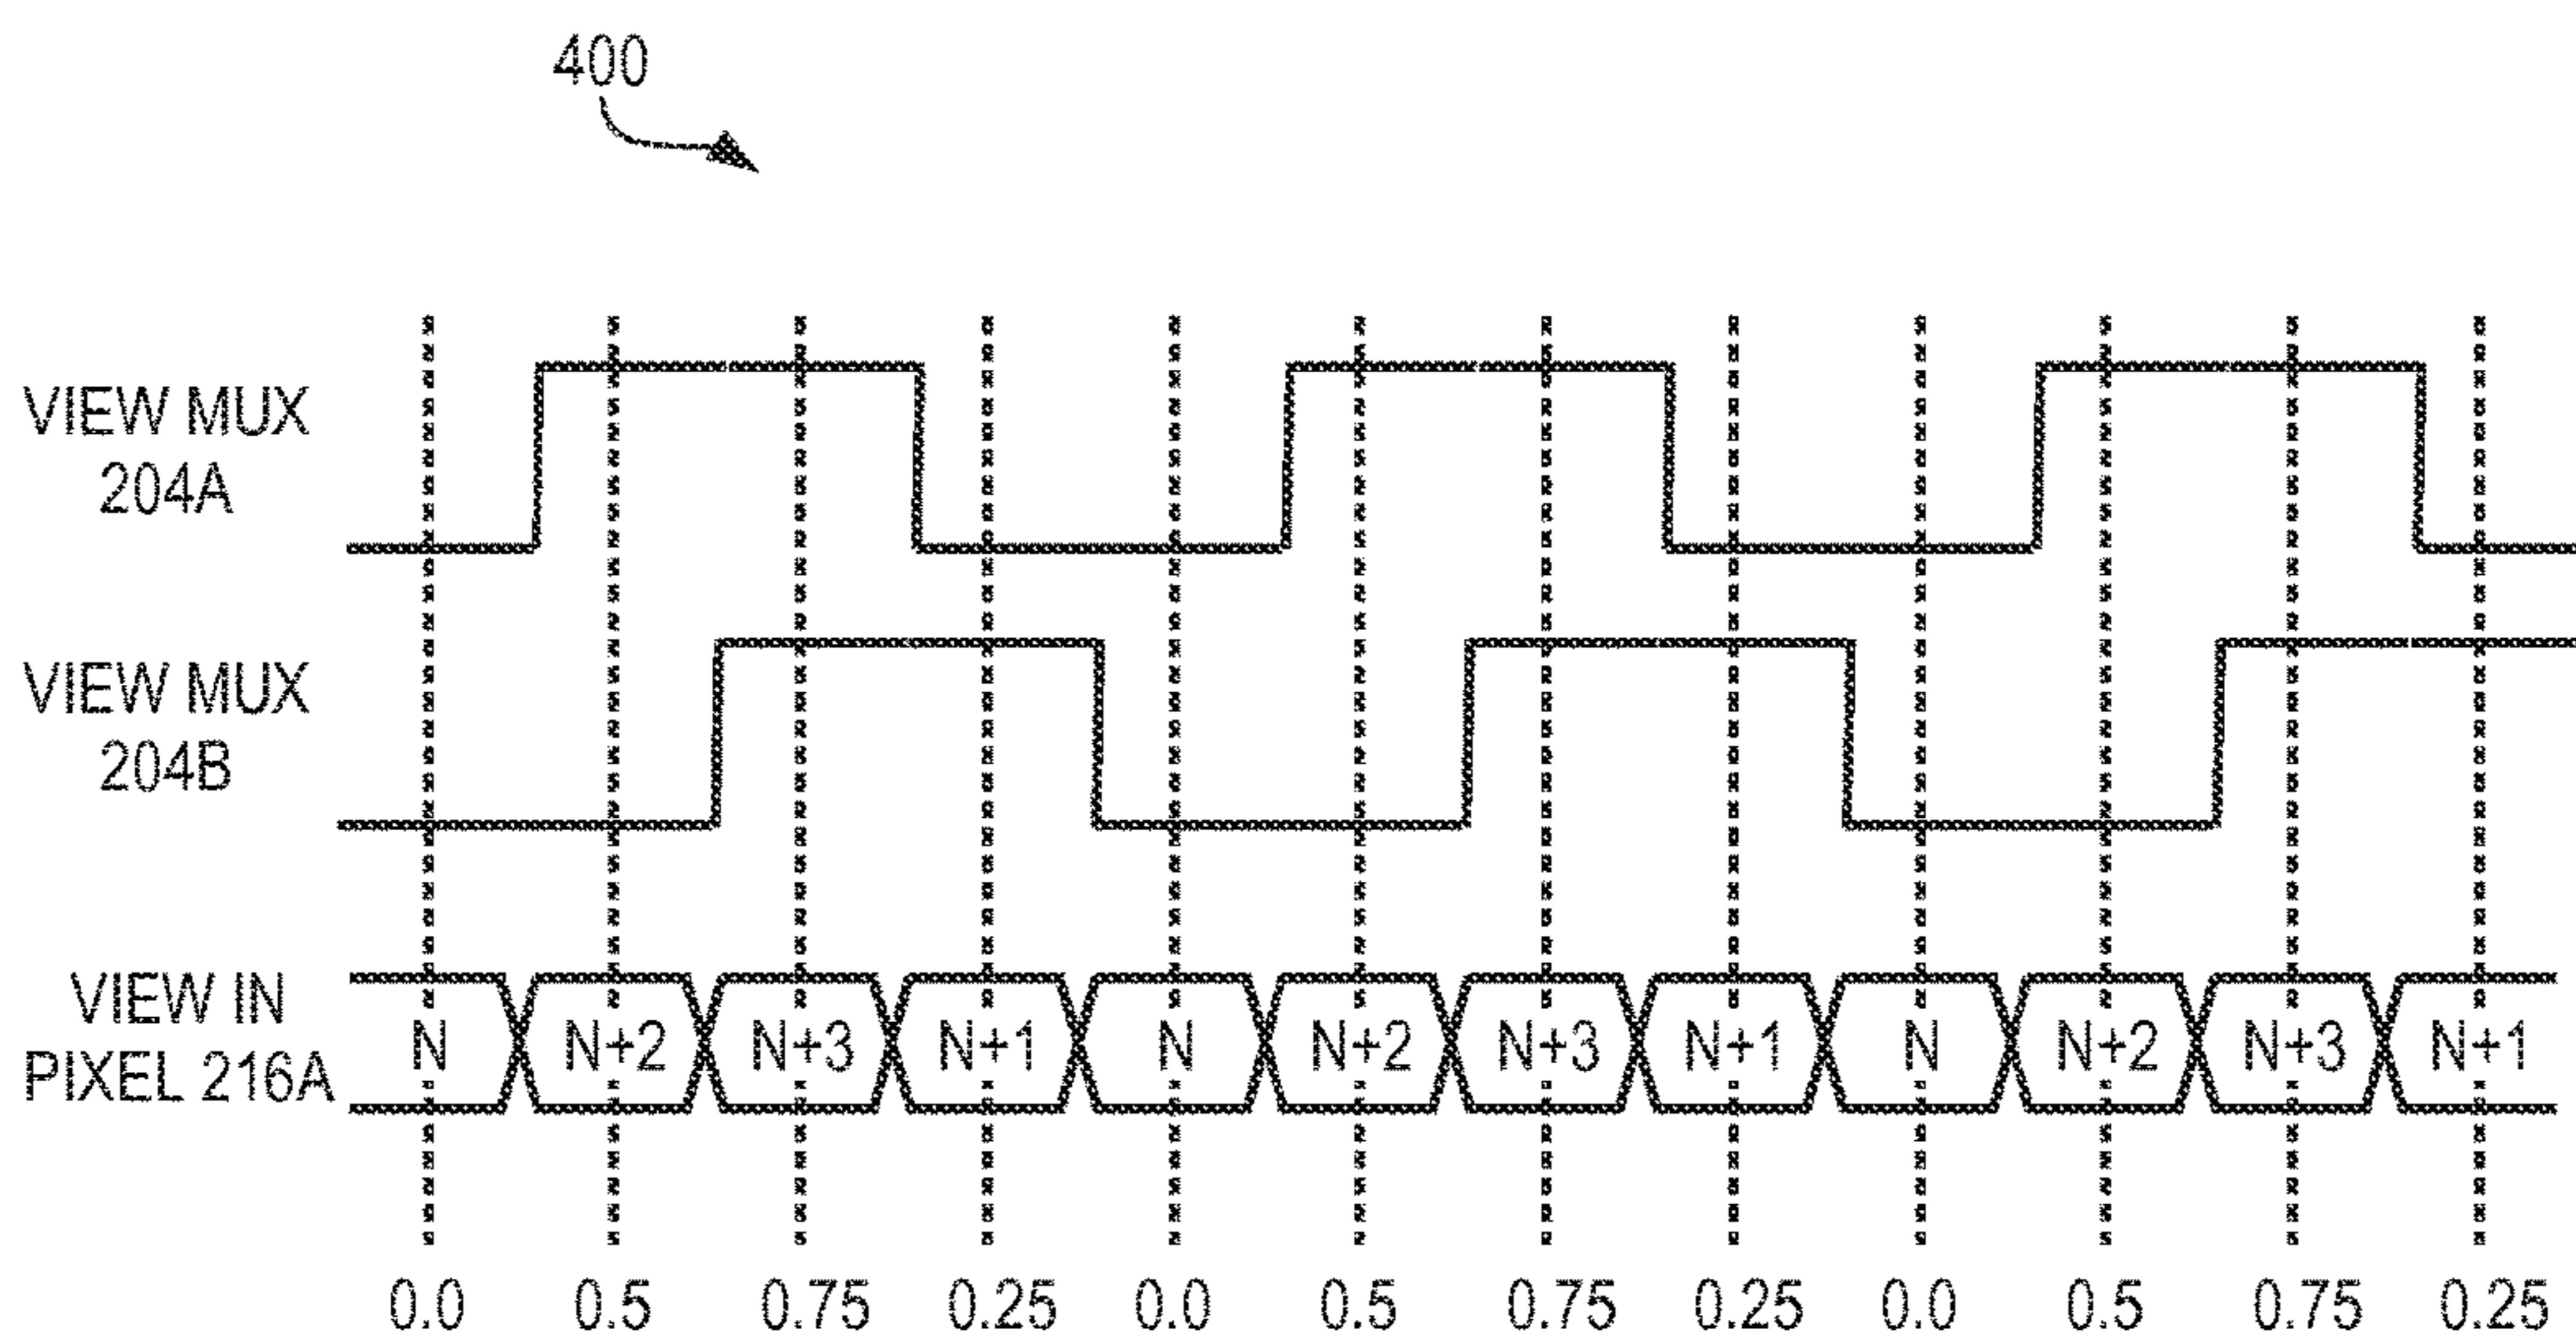 400
VIEW MUX
204A
VIEW MUX
204B
VIEW IN
PIXEL 216A
N N+2 N+3 N+1 N N+2 N+3 N+1 N N+2 N+3 N+1
0.0 0.5 0.75 0.25 0.0 0.5 0.75 0.25 0.0 0.5 0.75 0.25